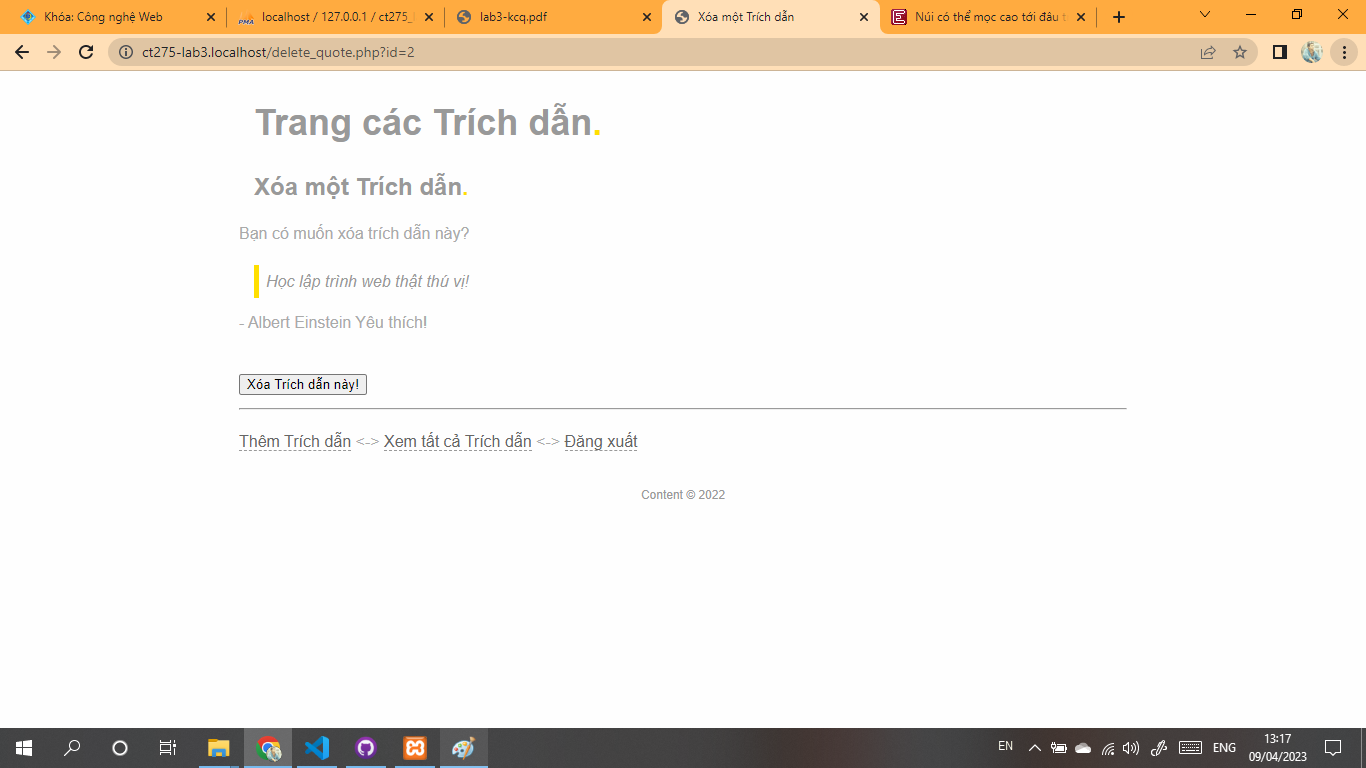 Khóa: Công nghệ Web
localhost / 127.0.0.1 / ct275_
lab3-kcq.pdf
Xóa một Trích dẫn
Núi có thể mọc cao tới đâu t
ct275-lab3.localhost/delete_quote.php?id=2
Trang các Trích dẫn.
Xóa một Trích dẫn.
Bạn có muốn xóa trích dẫn này?
Học lập trình web thật thú vị!
- Albert Einstein Yêu thích!
Xóa Trích dẫn này!
Thêm Trích dẫn <-> Xem tất cả Trích dẫn <-> Đăng xuất
Content © 2022
EN
ENG
13:17
09/04/2023